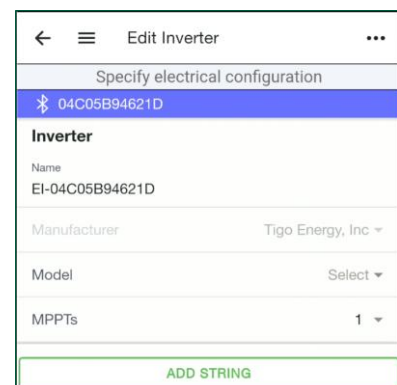 Edit Inverter
Specify electrical configuration
04C05B94621D
Inverter
Name
EI-04C05B94621D
Manufacturer Tigo Energy, Inc
Model Select
MPPTs 1
ADD STRING